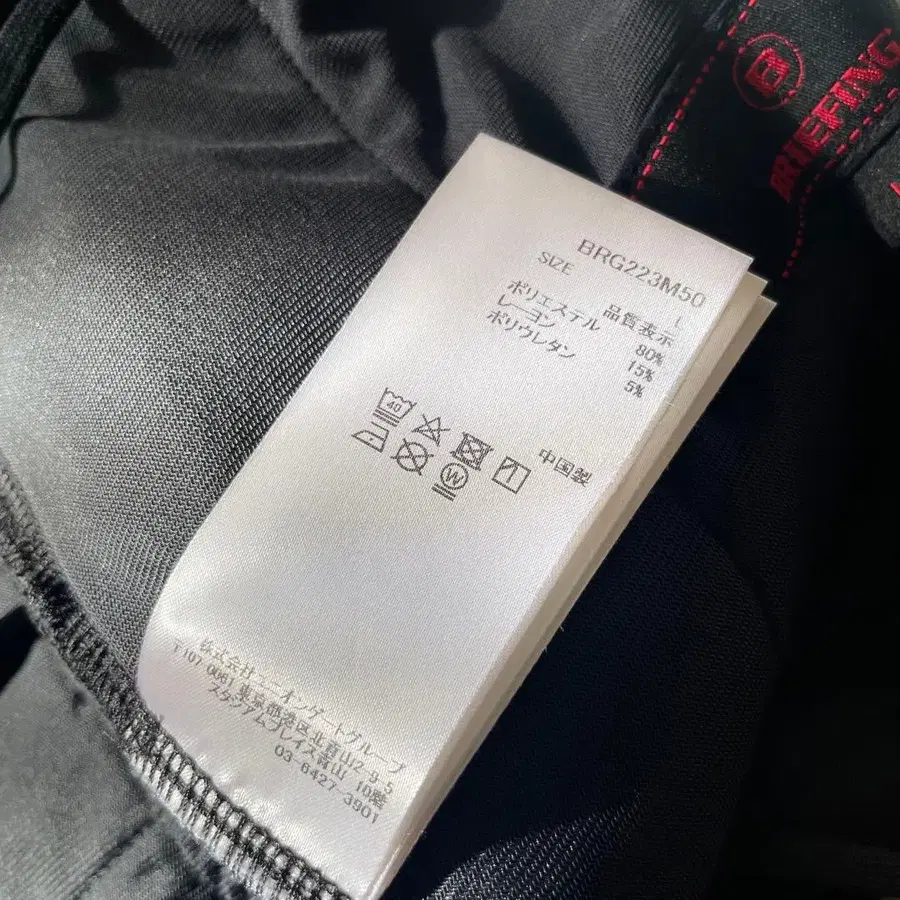 BRIEFING
B
BRG223M50
SIZE L
品質表示
ポリエステル 80%
レーヨン 15%
ポリウレタン 5%
40
W
中国製
株式会社ユニオンゲートグループ
〒107-0061 東京都港区北青山2-9-5
スタジアムプレイス青山 10階
03-6427-3901